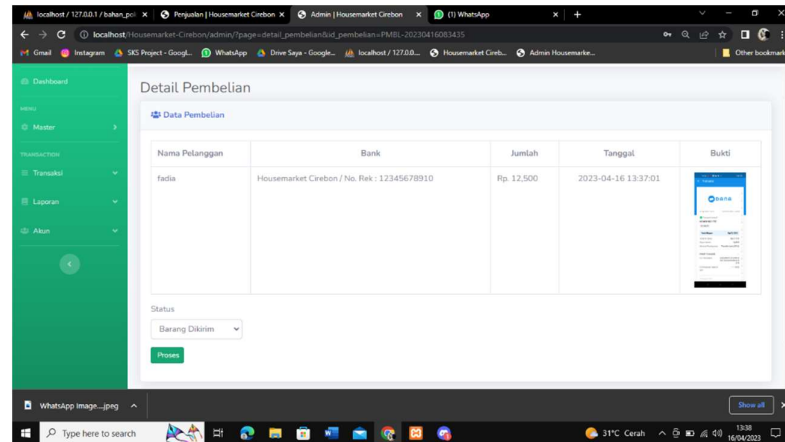 localhost / 127.0.0.1 / bahan_pol
Penjualan | Housemarket Cirebon
Admin | Housemarket Cirebon
(1) WhatsApp
localhost/Housemarket-Cirebon/admin/?page=detail_pembelian&id_pembelian=PMBL-20230416083435
Gmail
Instagram
SKS Project - Googl...
WhatsApp
Drive Saya - Google...
localhost / 127.0.0...
Housemarket Cireb...
Admin Housemarke...
Other bookmark
Dashboard
MENU
Master
TRANSACTION
Transaksi
Laporan
Akun
Detail Pembelian
Data Pembelian
Nama Pelanggan Bank Jumlah Tanggal Bukti
fadia Housemarket Cirebon / No. Rek : 12345678910 Rp. 12,500 2023-04-16 13:37:01
DANA
Status
Barang Dikirim
Proses
WhatsApp Image...jpeg
Show all
Type here to search
31°C Cerah
13:38
16/04/2023